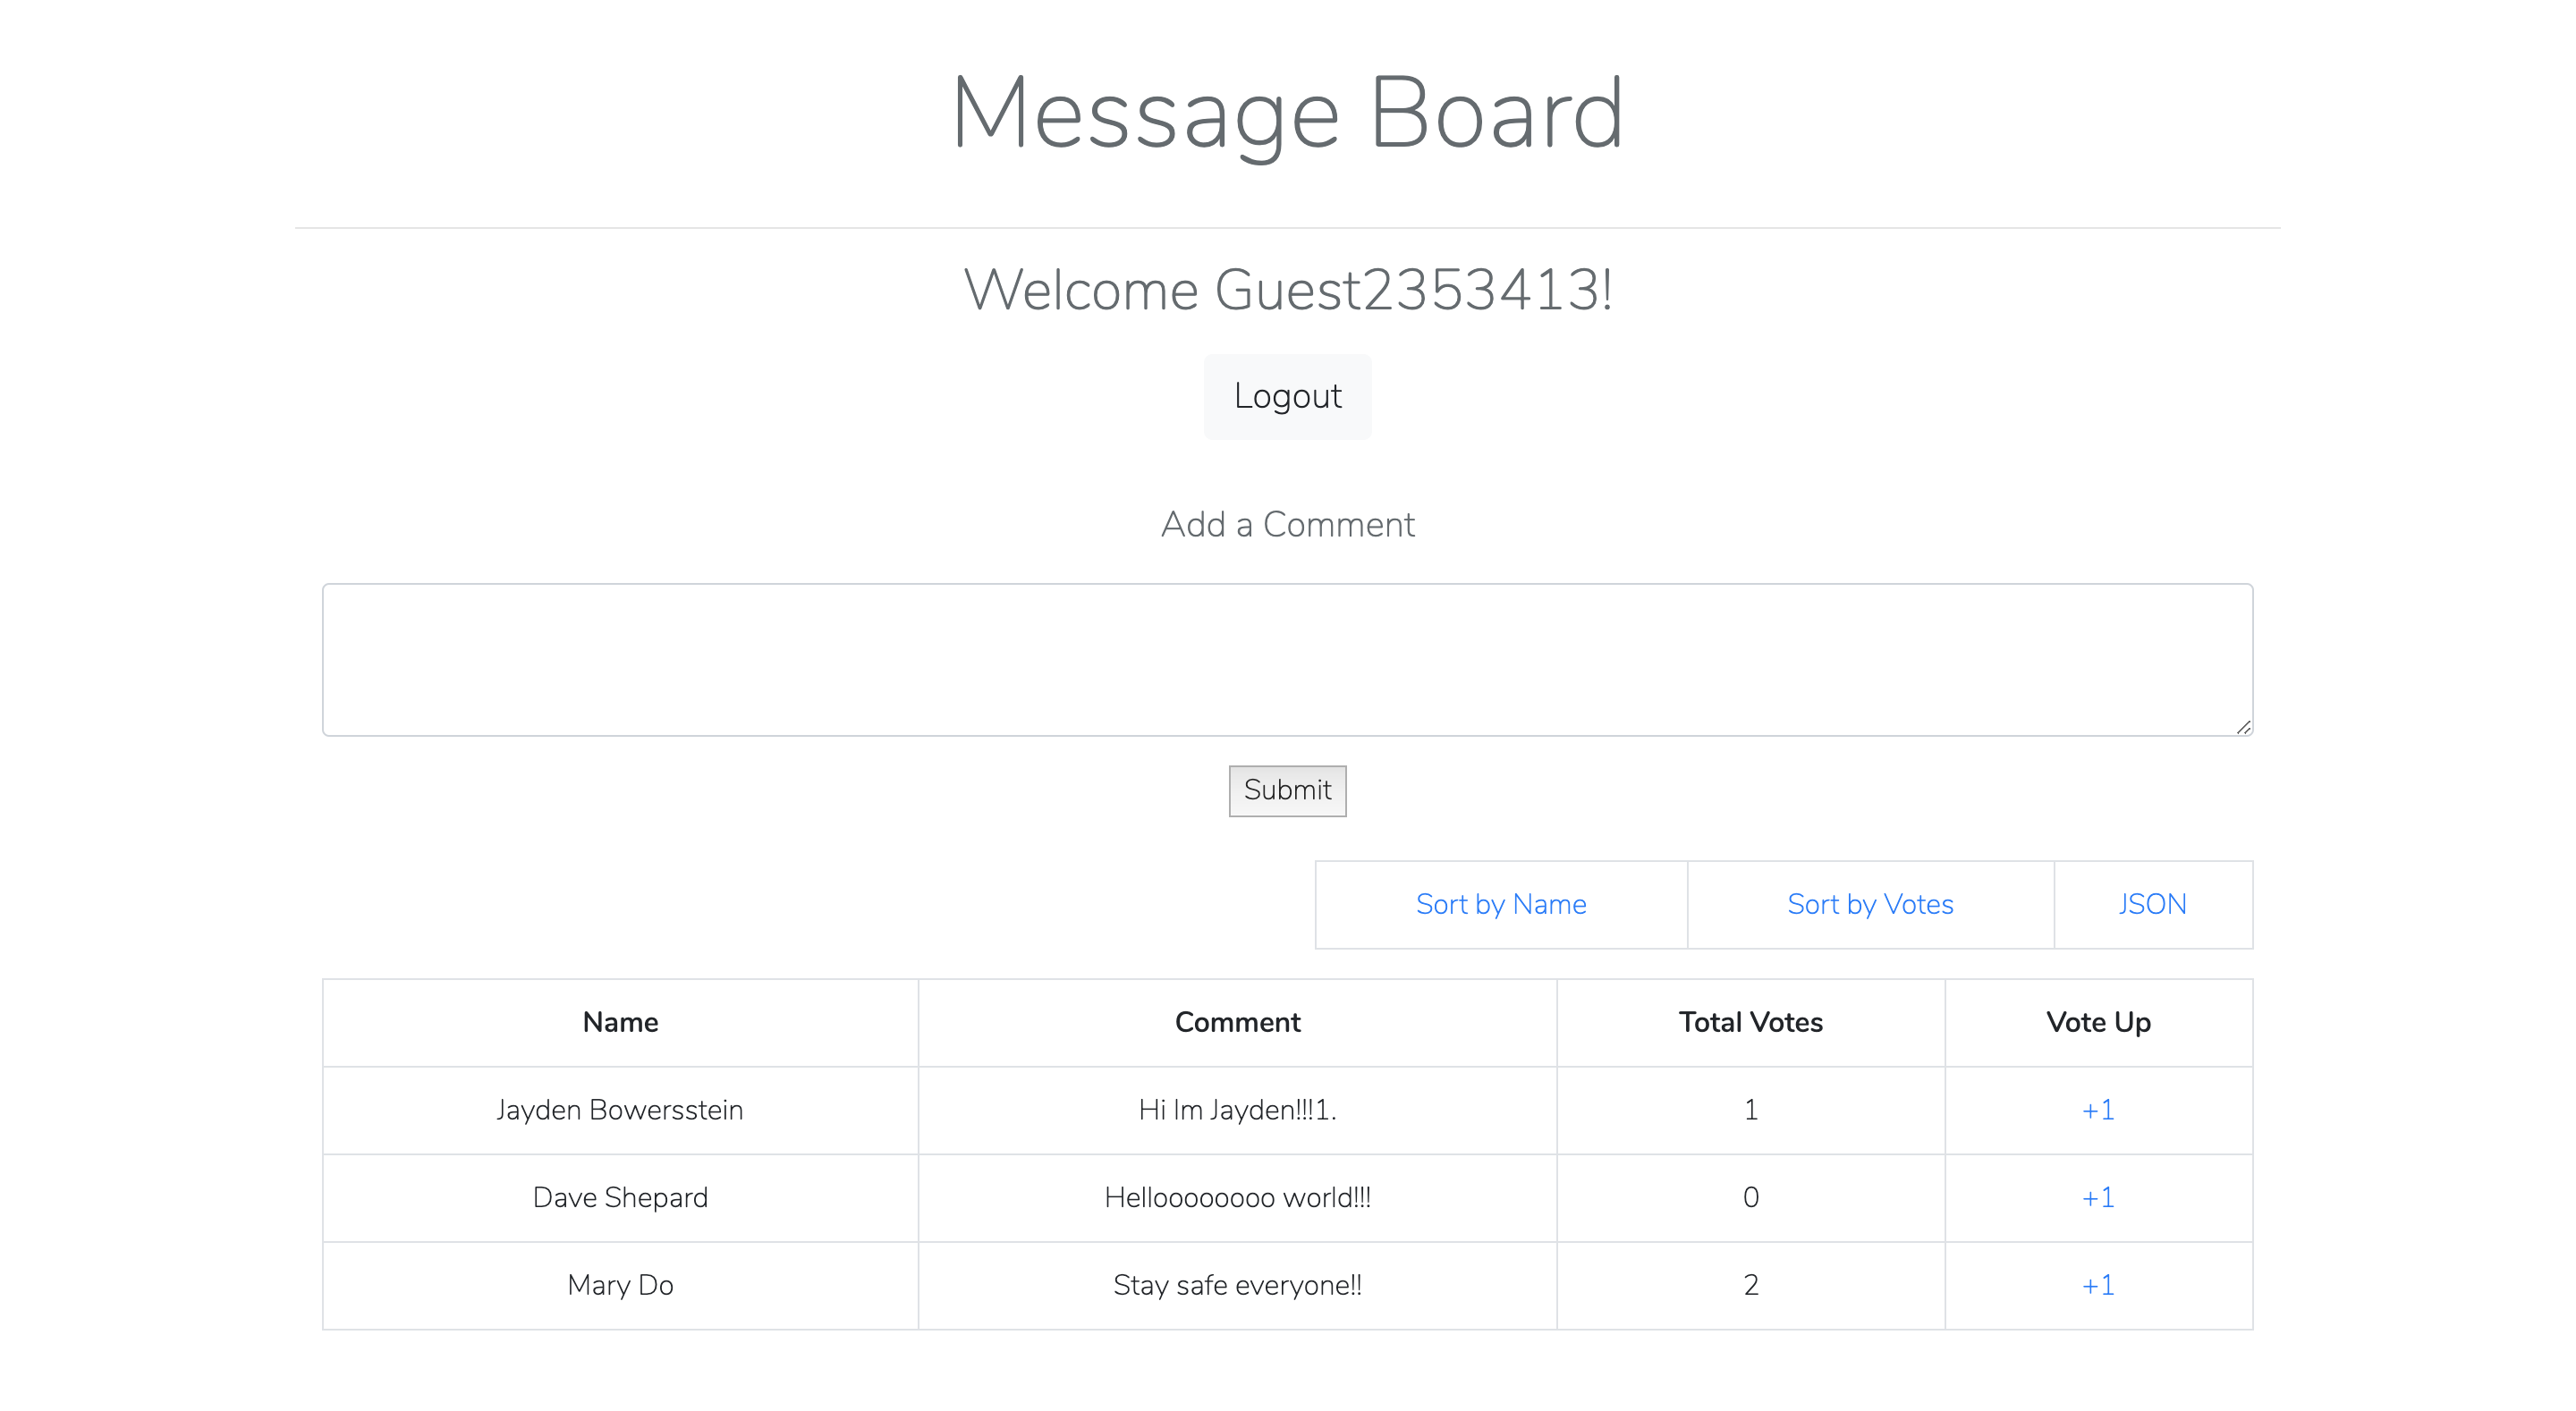 Message Board
Welcome Guest2353413!
Logout
Add a Comment
Submit
Sort by Name Sort by Votes JSON
Name Comment Total Votes Vote Up
Jayden Bowersstein Hi Im Jayden!!!1. 1 +1
Dave Shepard Helloooooooo world!!! 0 +1
Mary Do Stay safe everyone!! 2 +1